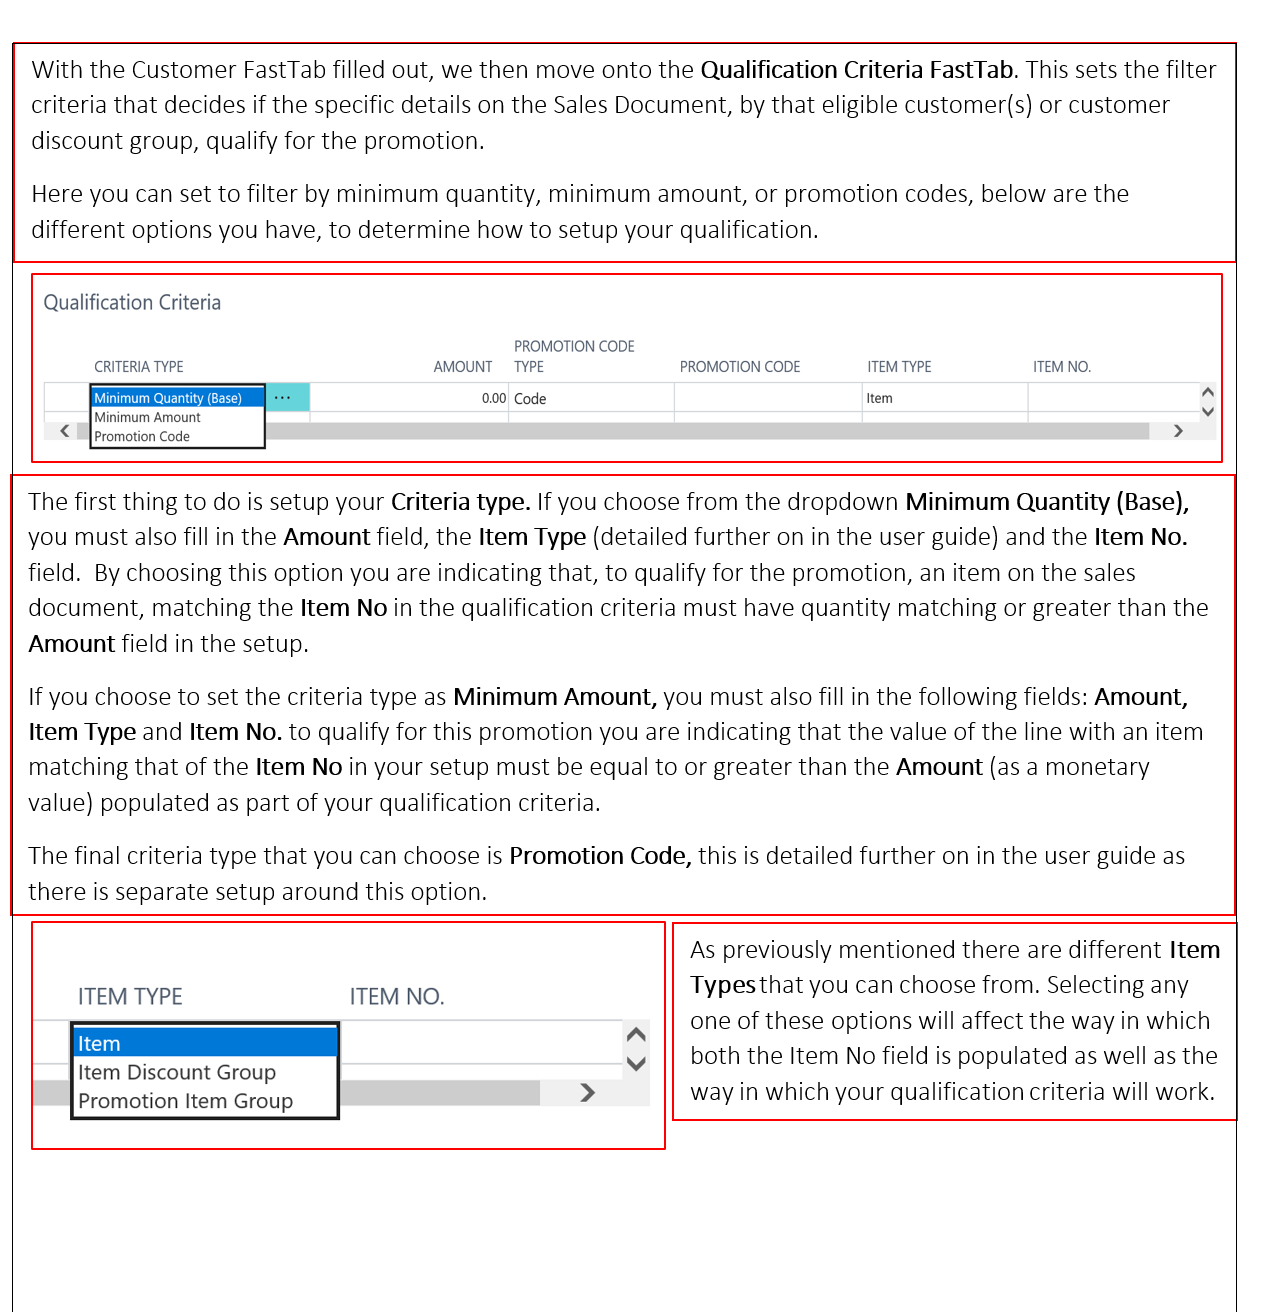 With the Customer FastTab filled out, we then move onto the Qualification Criteria FastTab. This sets the filter
criteria that decides if the specific details on the Sales Document, by that eligible customer(s) or customer
discount group, qualify for the promotion.
Here you can set to filter by minimum quantity, minimum amount, or promotion codes, below are the
different options you have, to determine how to setup your qualification.
Qualification Criteria
PROMOTION CODE
CRITERIA TYPE AMOUNT TYPE PROMOTION CODE ITEM TYPE ITEM NO.
Minimum Quantity (Base) ... 0.00 Code Item
Minimum Amount
Promotion Code
The first thing to do is setup your Criteria type. If you choose from the dropdown Minimum Quantity (Base),
you must also fill in the Amount field, the Item Type (detailed further on in the user guide) and the Item No.
field. By choosing this option you are indicating that, to qualify for the promotion, an item on the sales
document, matching the Item No in the qualification criteria must have quantity matching or greater than the
Amount field in the setup.
If you choose to set the criteria type as Minimum Amount, you must also fill in the following fields: Amount,
Item Type and Item No. to qualify for this promotion you are indicating that the value of the line with an item
matching that of the Item No in your setup must be equal to or greater than the Amount (as a monetary
value) populated as part of your qualification criteria.
The final criteria type that you can choose is Promotion Code, this is detailed further on in the user guide as
there is separate setup around this option.
ITEM TYPE ITEM NO.
Item
Item Discount Group
Promotion Item Group
As previously mentioned there are different Item
Types that you can choose from. Selecting any
one of these options will affect the way in which
both the Item No field is populated as well as the
way in which your qualification criteria will work.